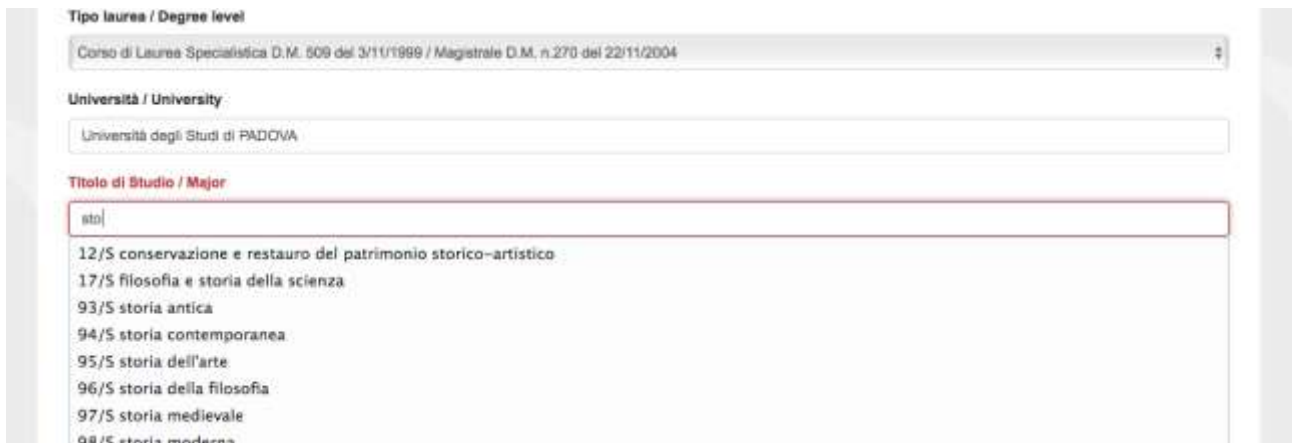 Tipo laurea / Degree level
Corso di Laurea Specialistica D.M. 509 del 3/11/1999 / Magistrale D.M. n.270 del 22/11/2004
Università / University
Università degli Studi di PADOVA
Titolo di Studio / Major
sto
12/S conservazione e restauro del patrimonio storico-artistico
17/S filosofia e storia della scienza
93/S storia antica
94/S storia contemporanea
95/S storia dell'arte
96/S storia della filosofia
97/S storia medievale
98/S storia moderna